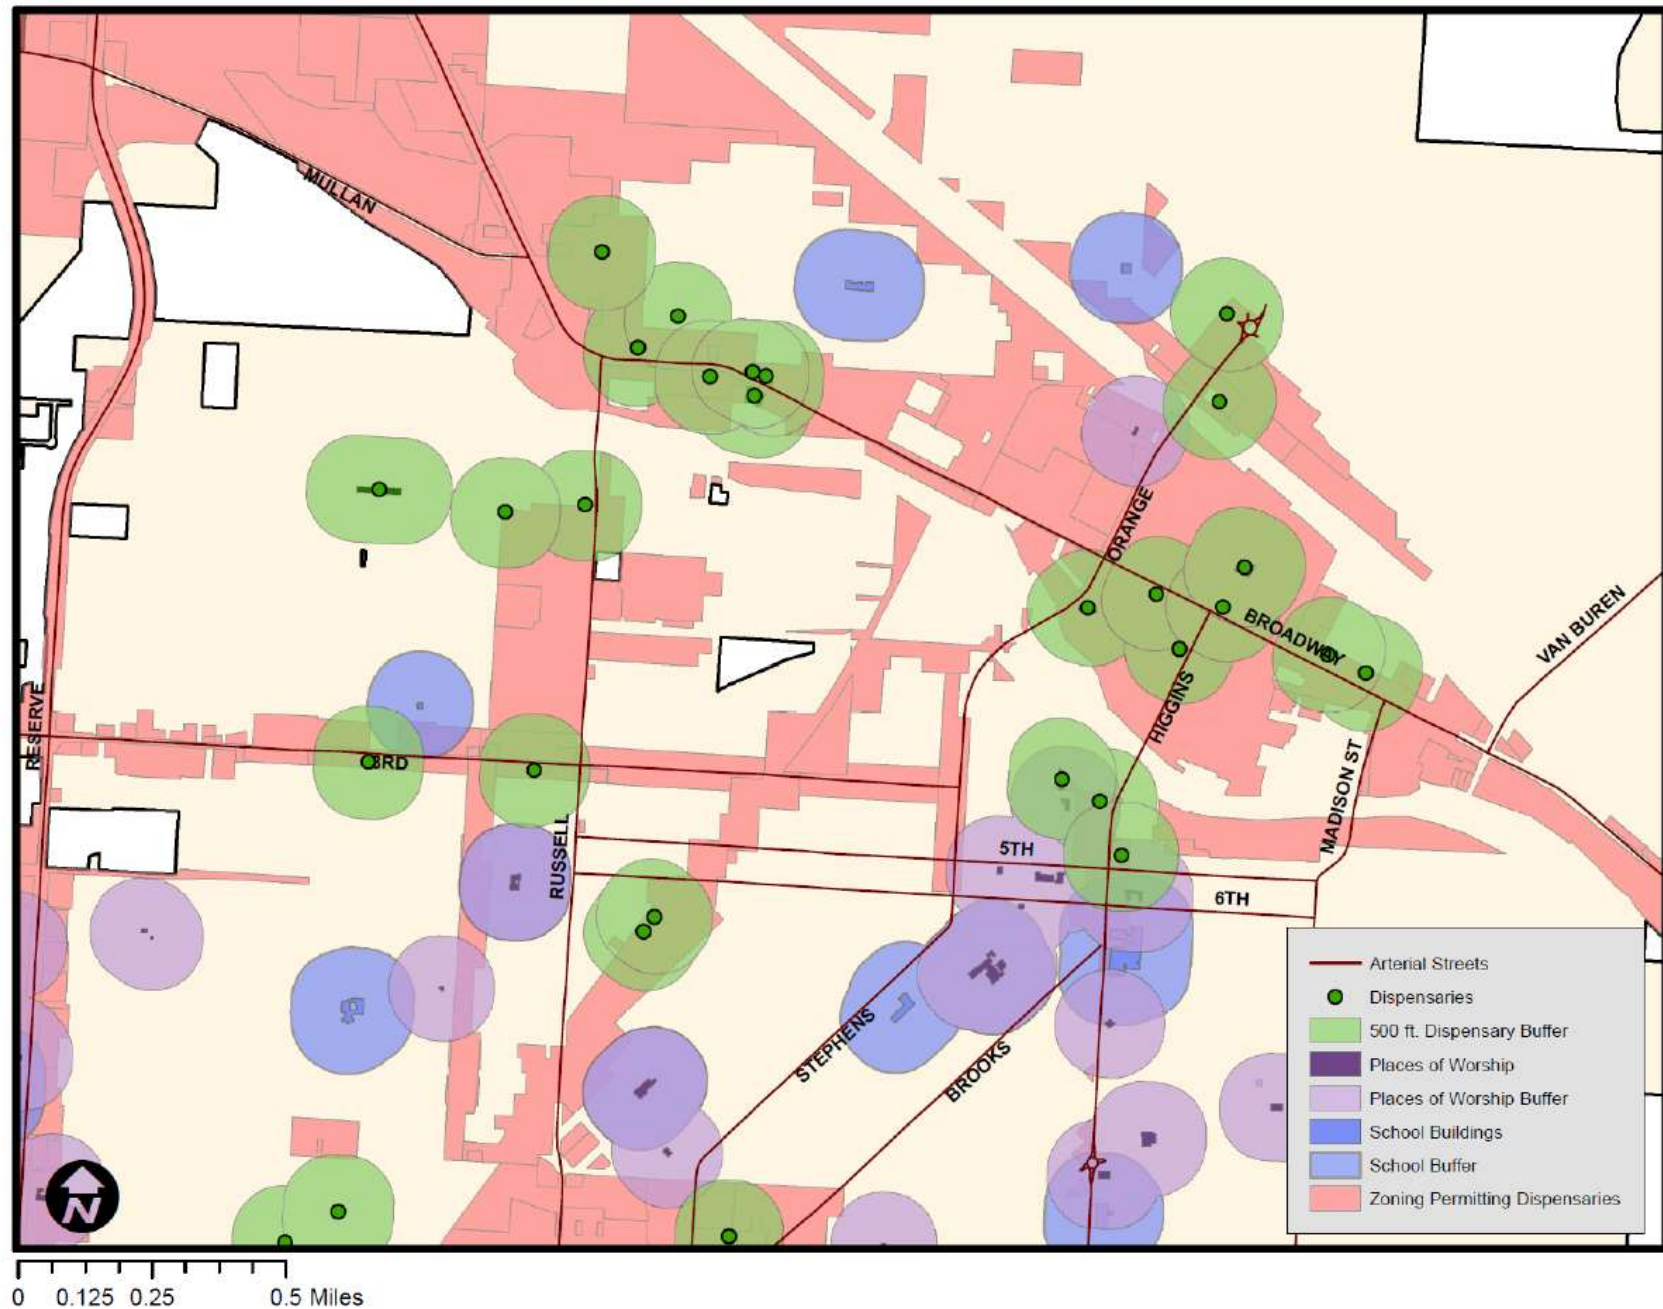 MULLAN
ORANGE
BROADWAY
VAN BUREN
HIGGINS
RESERVE
3RD
MADISON ST
RUSSELL
5TH
6TH
STEPHENS
BROOKS
Arterial Streets
Dispensaries
500 ft. Dispensary Buffer
Places of Worship
Places of Worship Buffer
School Buildings
School Buffer
Zoning Permitting Dispensaries
N
0 0.125 0.25 0.5 Miles